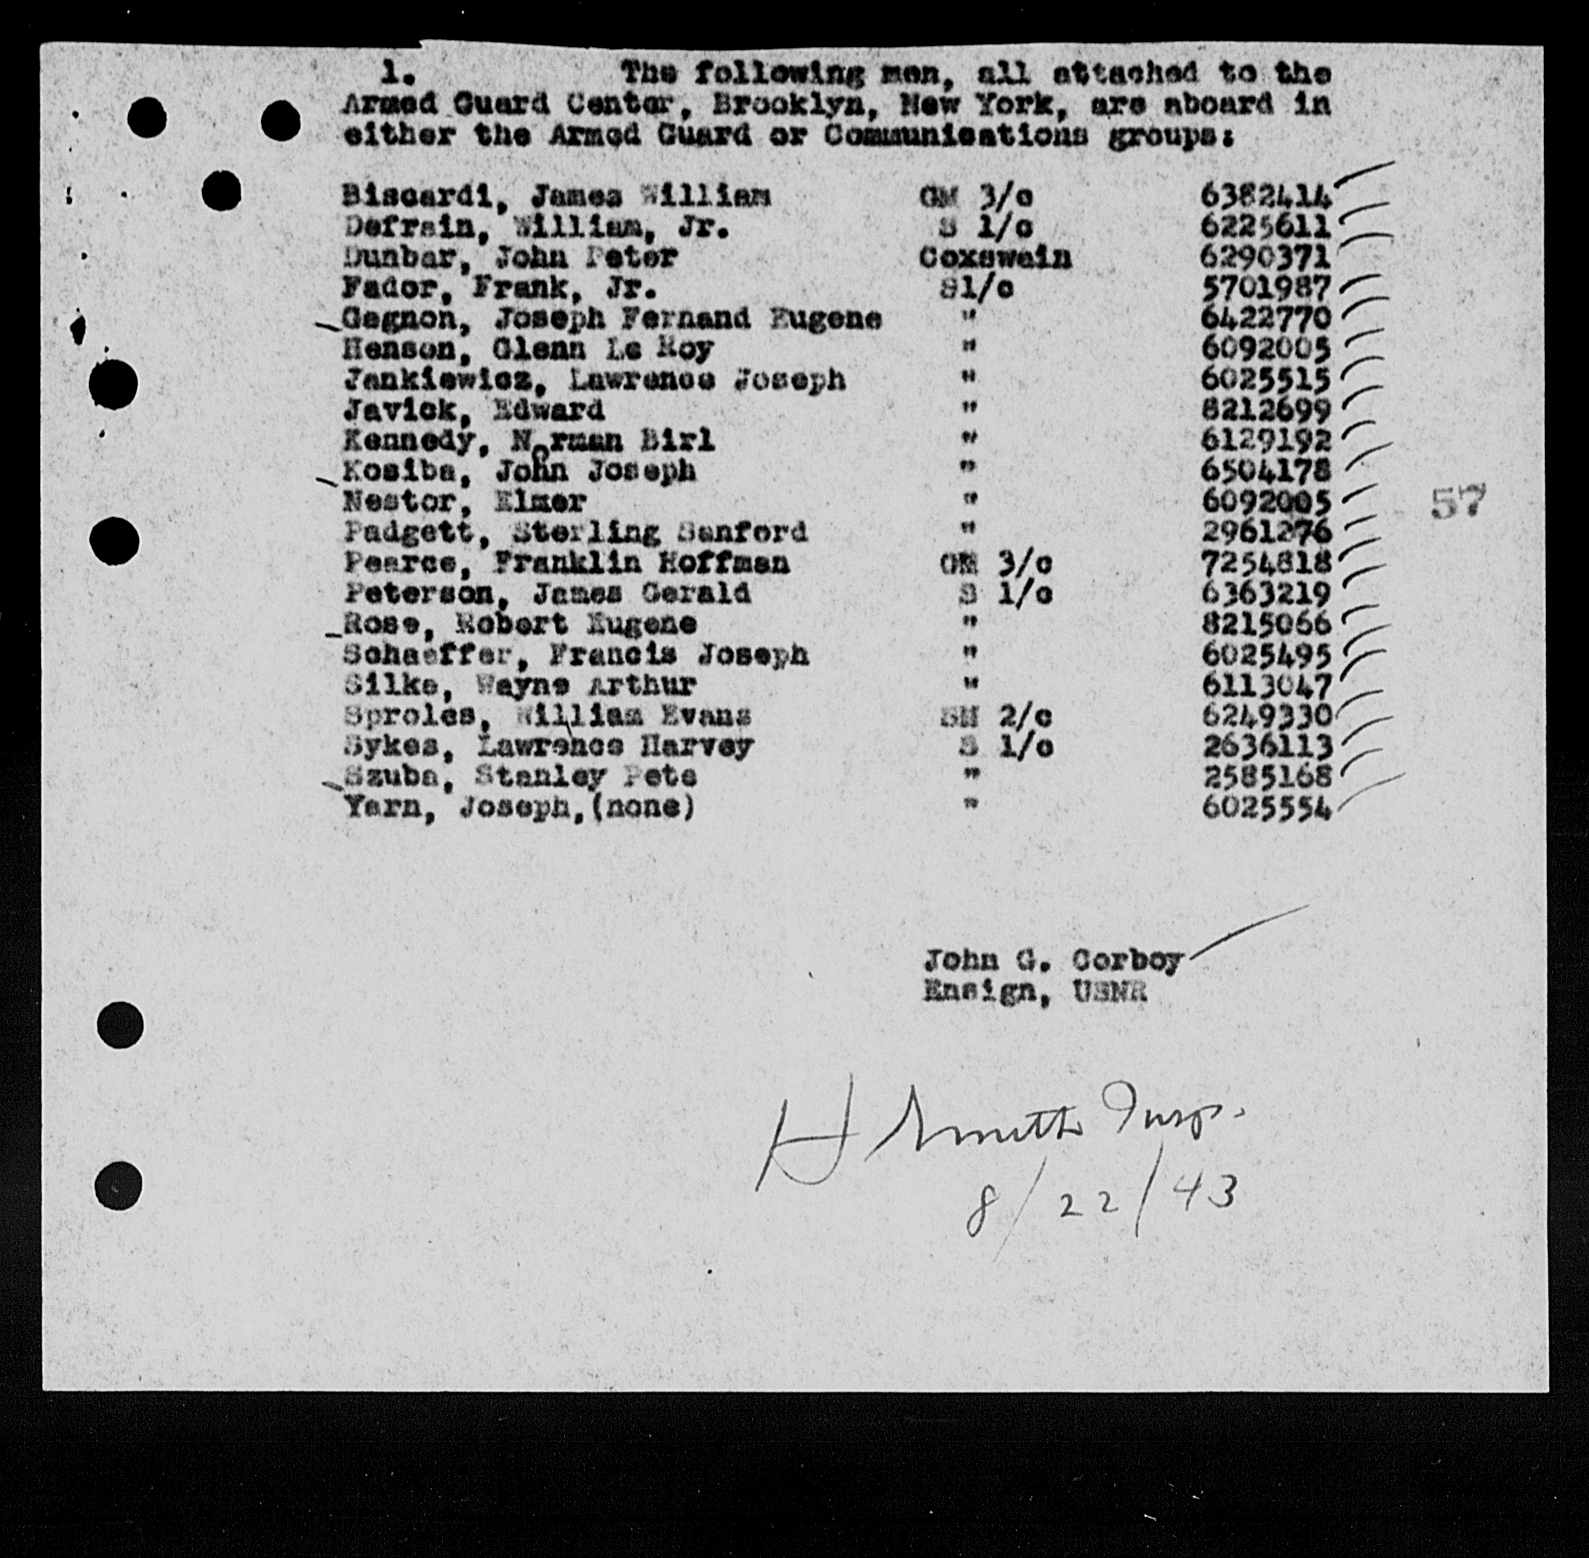 1. The following men, all attached to the
Armed Guard Center, Brooklyn, New York, are aboard in
either the Armed Guard or Communications groups:
Biscardi, James William GM 3/c 6382414
Defrain, William, Jr. S 1/c 6225611
Dunbar, John Peter Coxswain 6290371
Fador, Frank, Jr. S1/c 5701987
Gagnon, Joseph Fernand Eugene " 6422770
Henson, Glenn Le Roy " 6092005
Jankiewicz, Lawrence Joseph " 6025515
Javick, Edward " 8212699
Kennedy, Norman Birl " 6129192
Kosiba, John Joseph " 6504178
Nestor, Elmer " 6092005
57
Padgett, Sterling Sanford " 2961276
Pearce, Franklin Hoffman GM 3/c 7254818
Peterson, James Gerald S 1/c 6363219
Rose, Robert Eugene " 8215066
Schaeffer, Francis Joseph " 6025495
Silke, Wayne Arthur " 6113047
Sproles, William Evans SM 2/c 6249330
Sykes, Lawrence Harvey S 1/c 2636113
Szuba, Stanley Pete " 2585168
Yarn, Joseph,(none) " 6025554
John G. Corboy
Ensign, USNR
H Smith Insp.
8/22/43